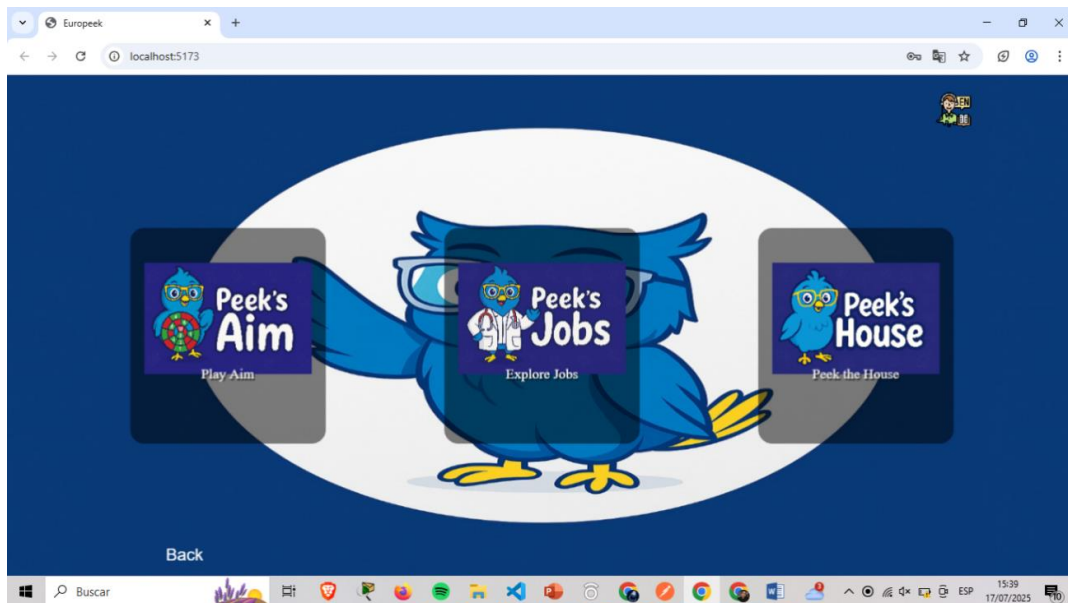 Europeek
localhost:5173
EN
Peek's
Aim
Play Aim
Peek's
Jobs
Explore Jobs
Peek's
House
Peek the House
Back
Buscar
ESP
15:39
17/07/2025